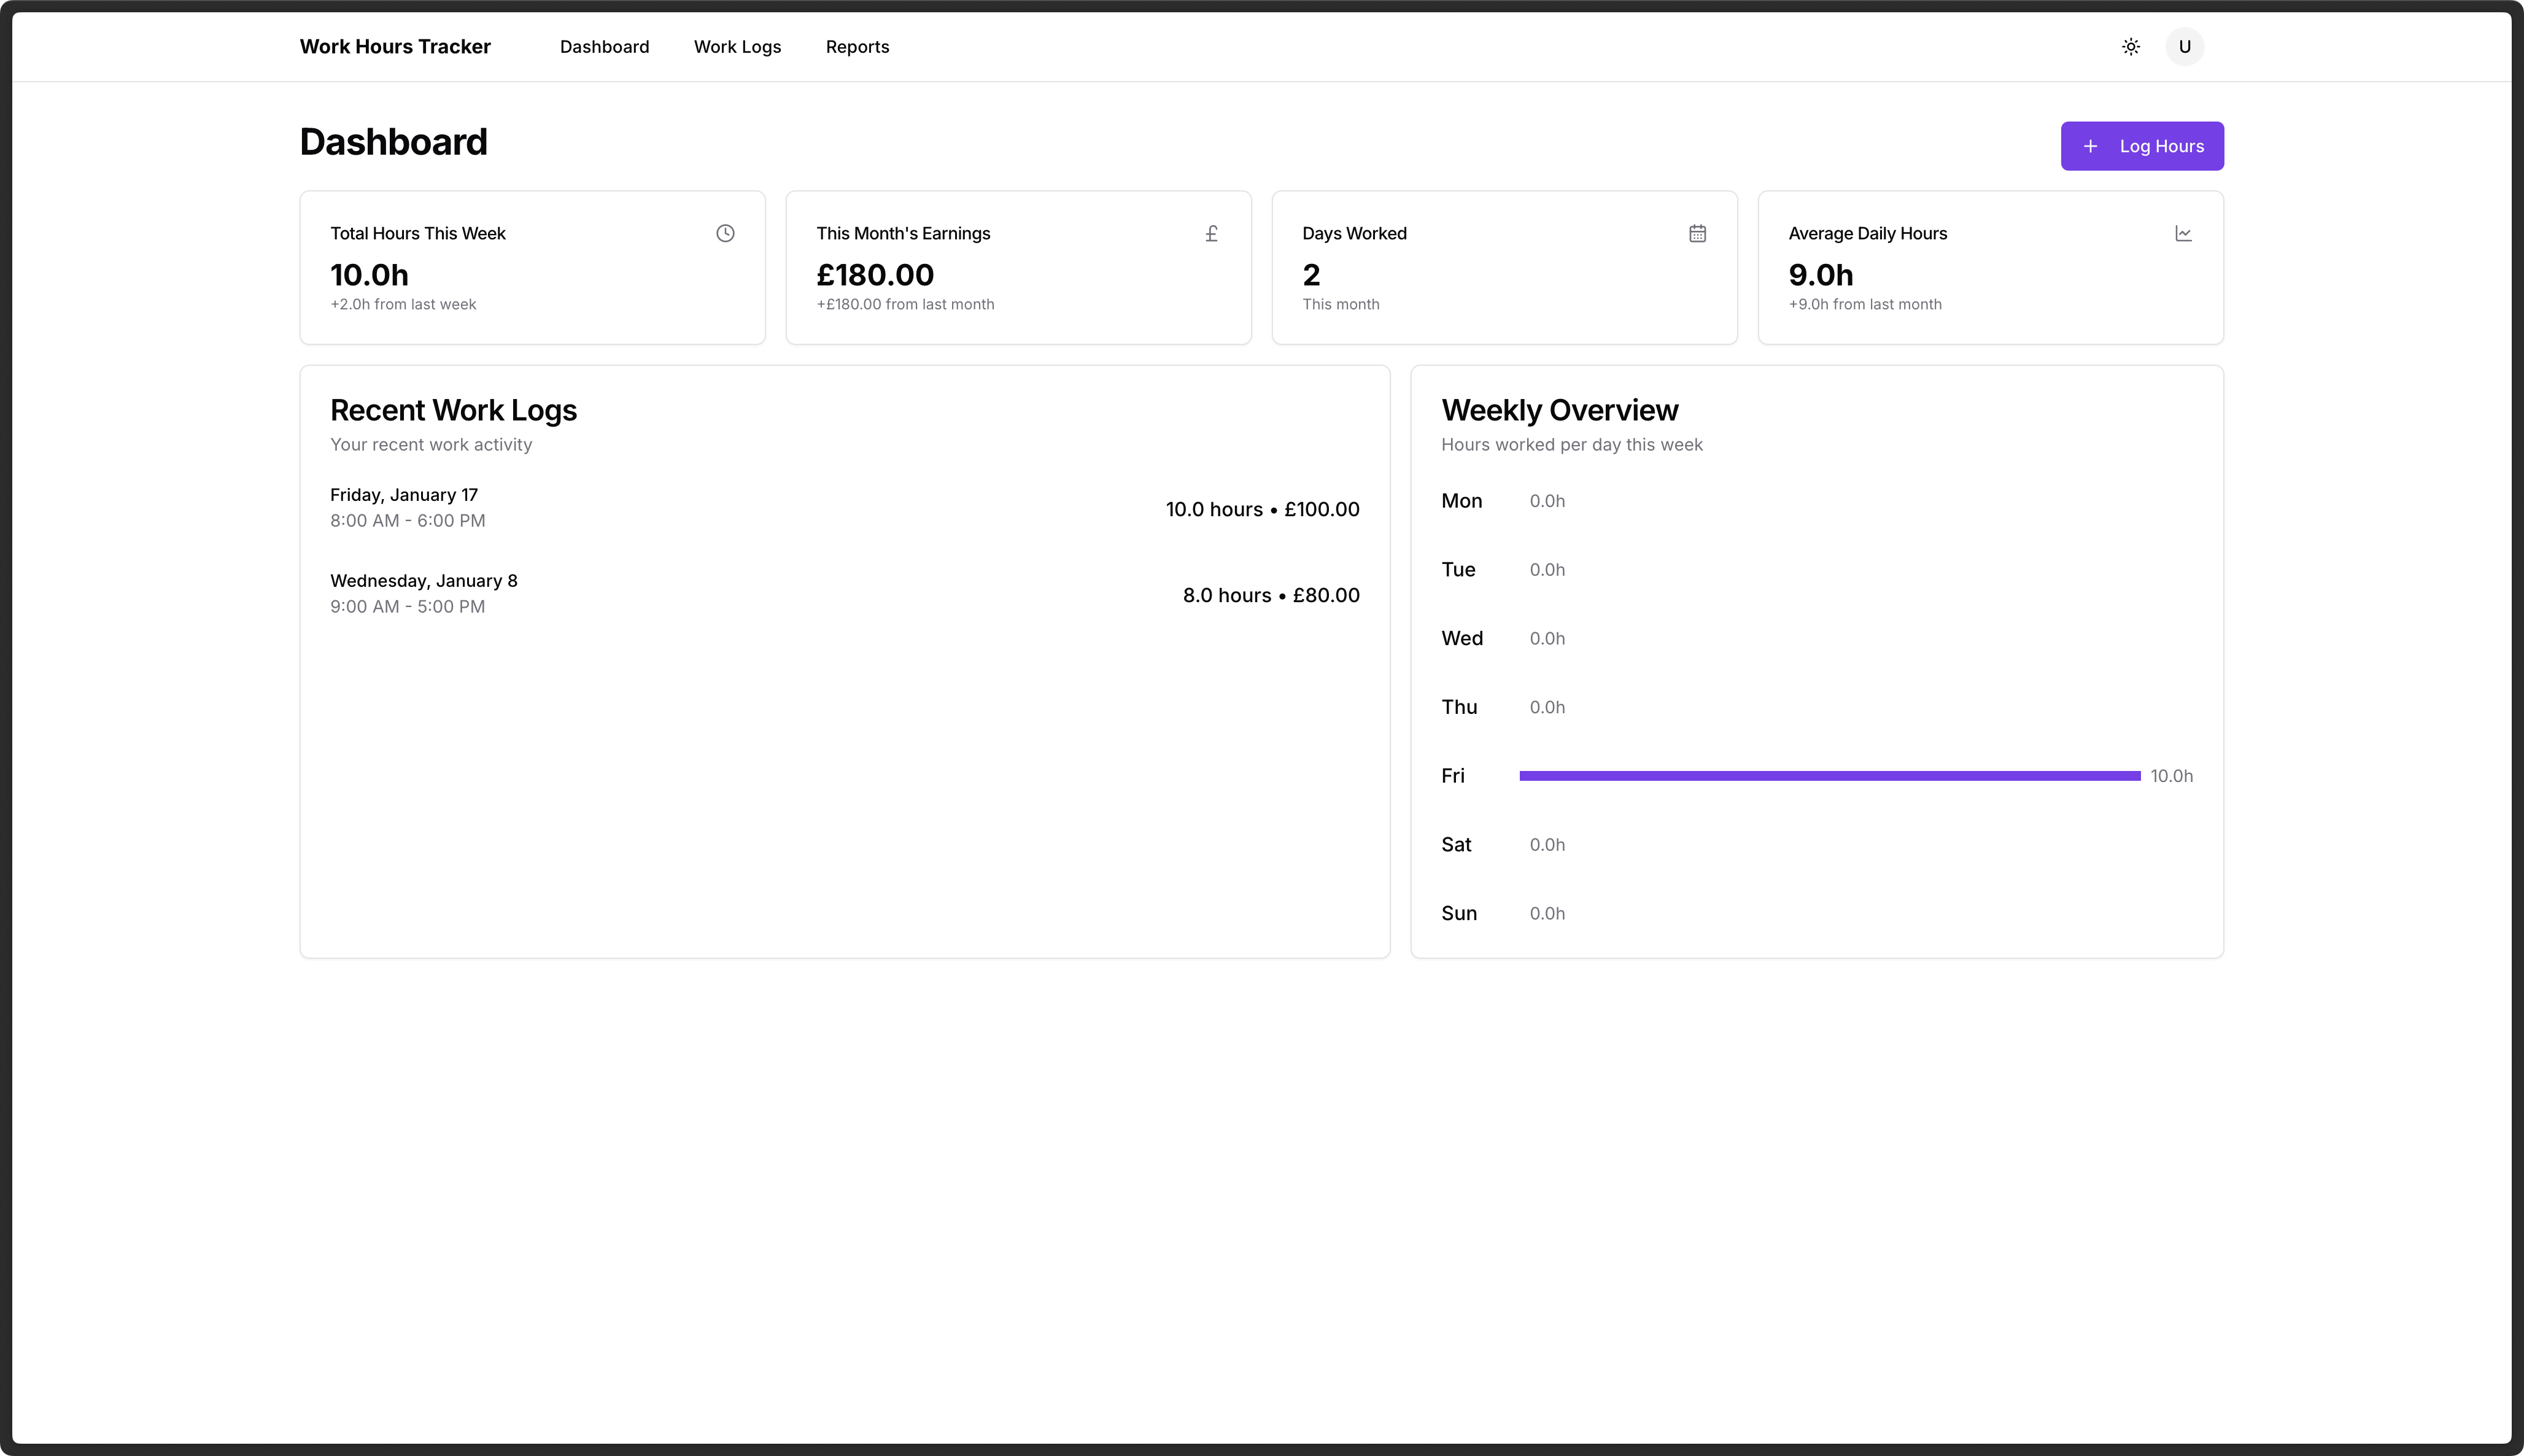 Work Hours Tracker
Dashboard
Work Logs
Reports
U
Dashboard
+ Log Hours
Total Hours This Week
10.0h
+2.0h from last week
This Month's Earnings
£
£180.00
+£180.00 from last month
Days Worked
2
This month
Average Daily Hours
9.0h
+9.0h from last month
Recent Work Logs
Your recent work activity
Friday, January 17
8:00 AM - 6:00 PM
10.0 hours • £100.00
Wednesday, January 8
9:00 AM - 5:00 PM
8.0 hours • £80.00
Weekly Overview
Hours worked per day this week
Mon 0.0h
Tue 0.0h
Wed 0.0h
Thu 0.0h
Fri 10.0h
Sat 0.0h
Sun 0.0h